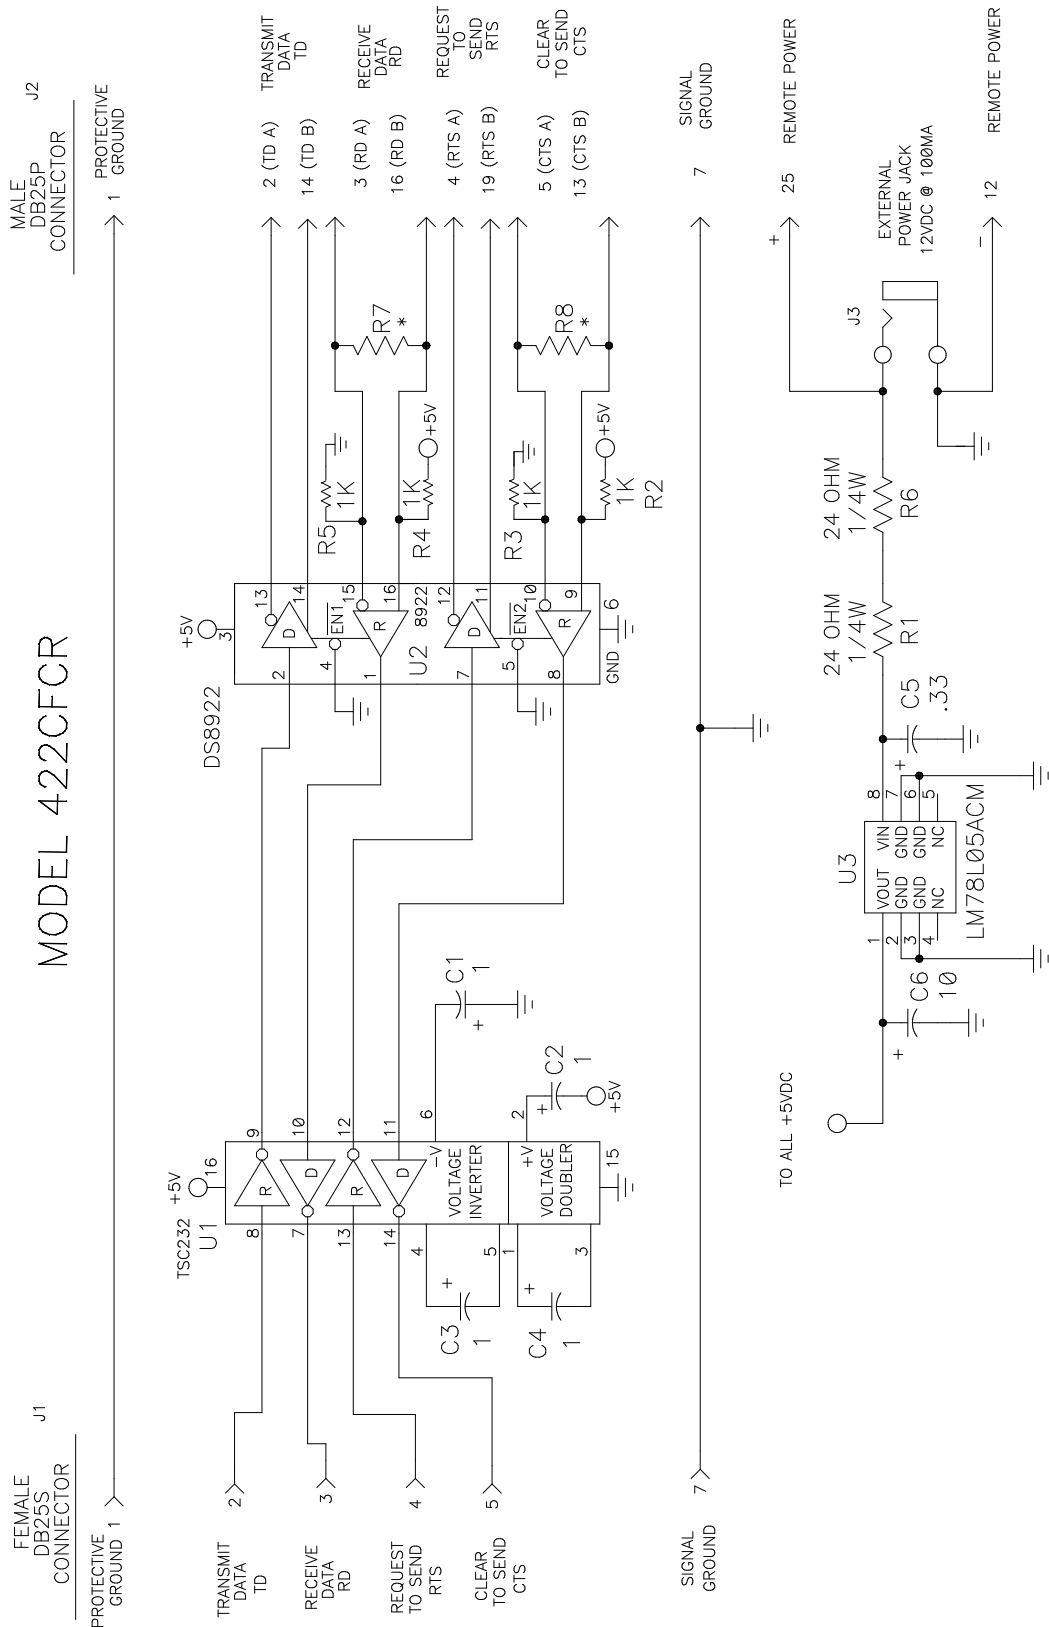 MODEL 422CFCR
FEMALE
DB25S
CONNECTOR
J1
MALE
DB25P
CONNECTOR
J2
PROTECTIVE
GROUND 1
1 PROTECTIVE
GROUND
TRANSMIT
DATA
TD
2
RECEIVE
DATA
RD
3
REQUEST
TO SEND
RTS
4
CLEAR
TO SEND
CTS
5
TSC232
U1
+5V
16
8
R
9
7
D
10
13
R
12
14
D
11
4
5
-V
6
VOLTAGE
INVERTER
1
3
+V
2
VOLTAGE
DOUBLER
15
C3
1
+
C4
1
+
C1
1
+
C2
1
+
+5V
DS8922
+5V
3
2
D
13
14
4
EN1
1
R
15
16
U2
8922
7
D
12
11
5
EN2
8
R
10
9
GND
6
R5
1K
R4
1K
+5V
R3
1K
R2
1K
+5V
R7
*
R8
*
2 (TD A)
14 (TD B)
TRANSMIT
DATA
TD
3 (RD A)
16 (RD B)
RECEIVE
DATA
RD
4 (RTS A)
19 (RTS B)
REQUEST
TO
SEND
RTS
5 (CTS A)
13 (CTS B)
CLEAR
TO SEND
CTS
SIGNAL
GROUND
7
7
SIGNAL
GROUND
TO ALL +5VDC
+
C6
10
U3
1
VOUT
VIN
8
2
GND
GND
7
3
GND
GND
6
4
NC
NC
5
LM78L05ACM
+
C5
.33
24 OHM
1/4W
R1
24 OHM
1/4W
R6
J3
EXTERNAL
POWER JACK
12VDC @ 100MA
+
25 REMOTE POWER
-
12 REMOTE POWER